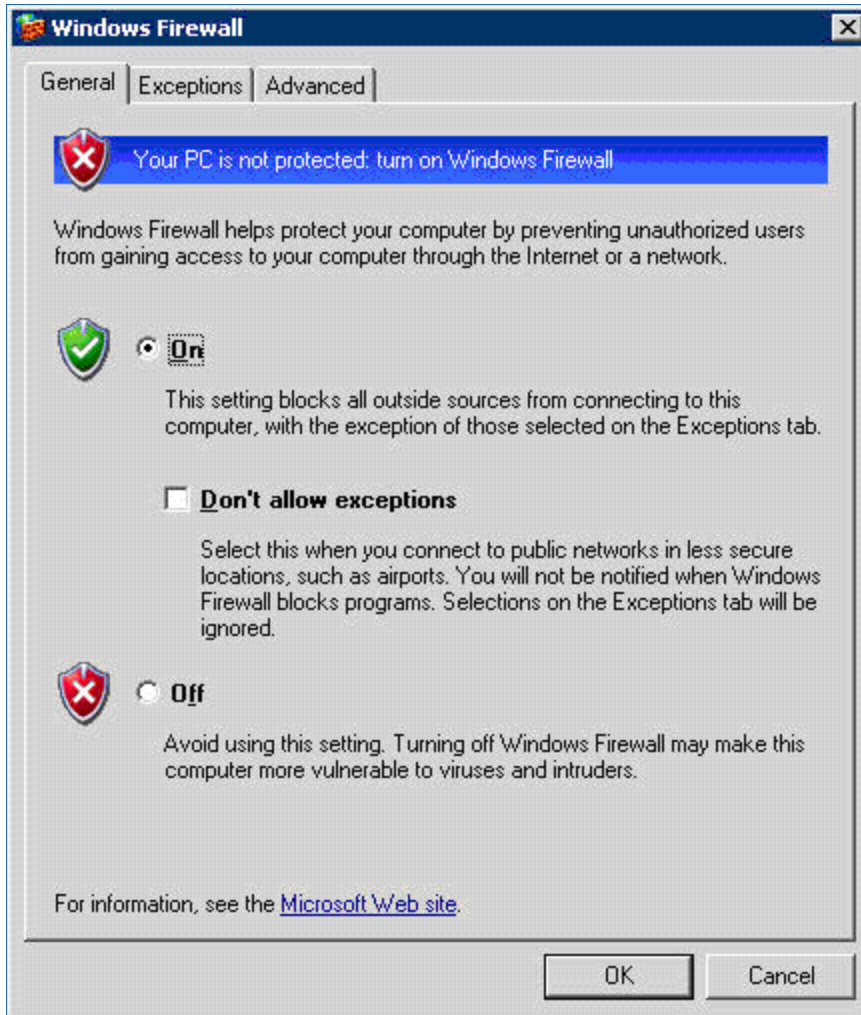 Windows Firewall
General Exceptions Advanced
Your PC is not protected: turn on Windows Firewall
Windows Firewall helps protect your computer by preventing unauthorized users
from gaining access to your computer through the Internet or a network.
On
This setting blocks all outside sources from connecting to this
computer, with the exception of those selected on the Exceptions tab.
Don't allow exceptions
Select this when you connect to public networks in less secure
locations, such as airports. You will not be notified when Windows
Firewall blocks programs. Selections on the Exceptions tab will be
ignored.
Off
Avoid using this setting. Turning off Windows Firewall may make this
computer more vulnerable to viruses and intruders.
For information, see the Microsoft Web site.
OK Cancel